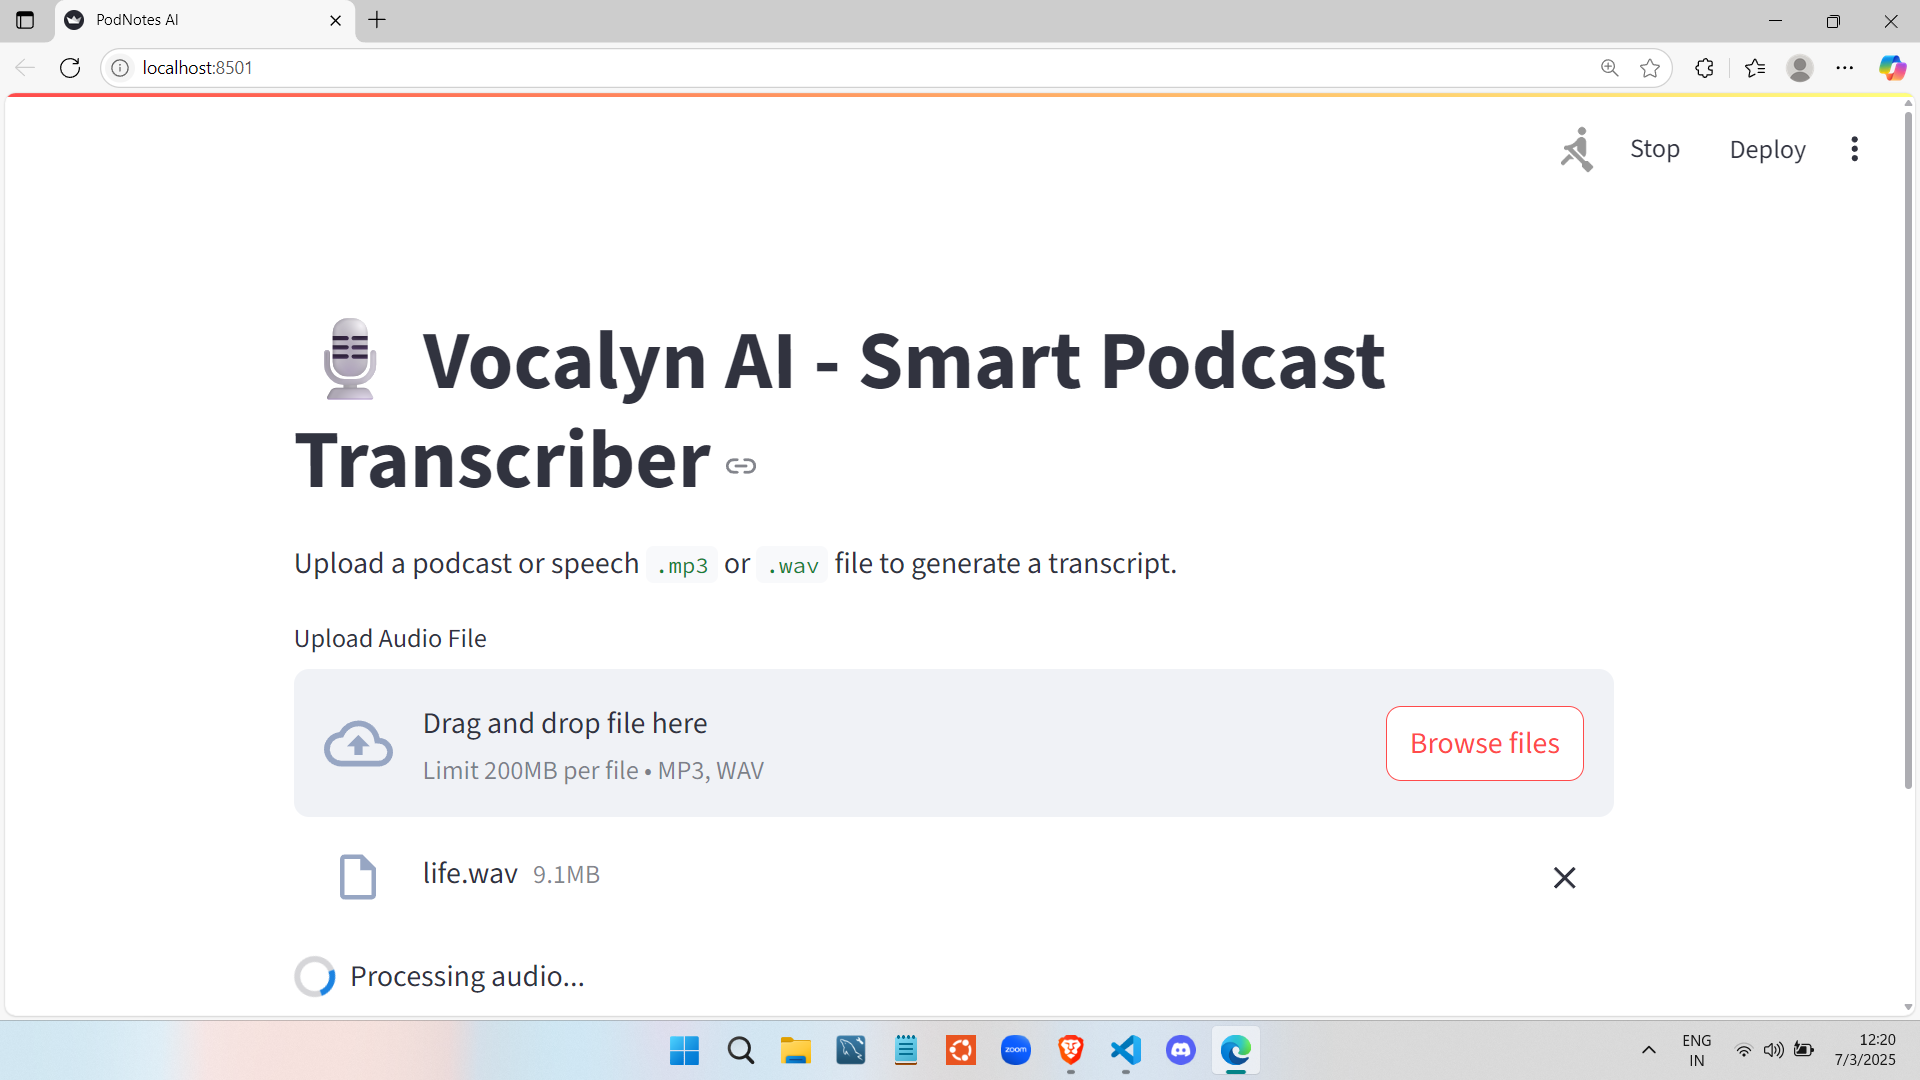 PodNotes AI
localhost:8501
Stop
Deploy
Vocalyn AI - Smart Podcast
Transcriber
Upload a podcast or speech .mp3 or .wav file to generate a transcript.
Upload Audio File
Drag and drop file here
Limit 200MB per file • MP3, WAV
Browse files
life.wav 9.1MB
Processing audio...
zoom
ENG
IN
12:20
7/3/2025